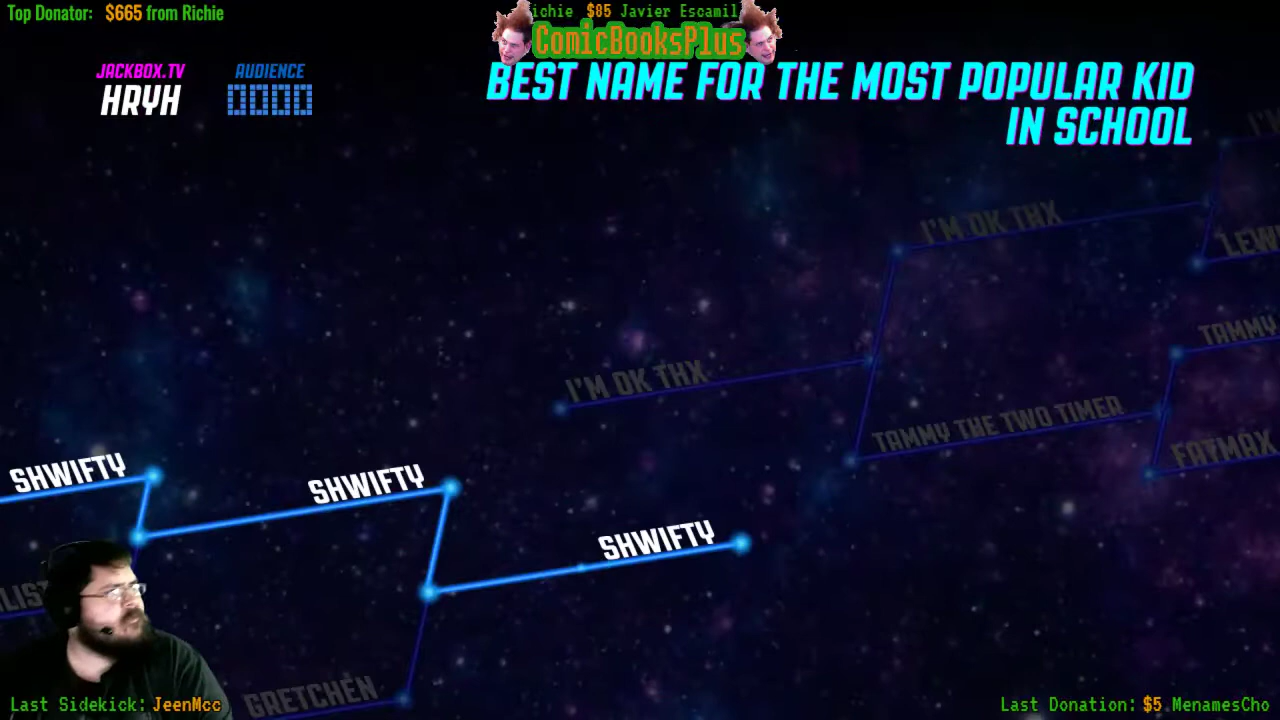 Top Donator: $665 from Richie
ichie $85 Javier Escamil
ComicBooksPlus
JACKBOX.TV
HRYH
AUDIENCE
0000
BEST NAME FOR THE MOST POPULAR KID
IN SCHOOL
I'M OK THX
LEW
TAMMY
I'M OK THX
TAMMY THE TWO TIMER
FATMAX
SHWIFTY
SHWIFTY
SHWIFTY
LIST
GRETCHEN
Last Sidekick: JeenMcc
Last Donation: $5 MenamesCho